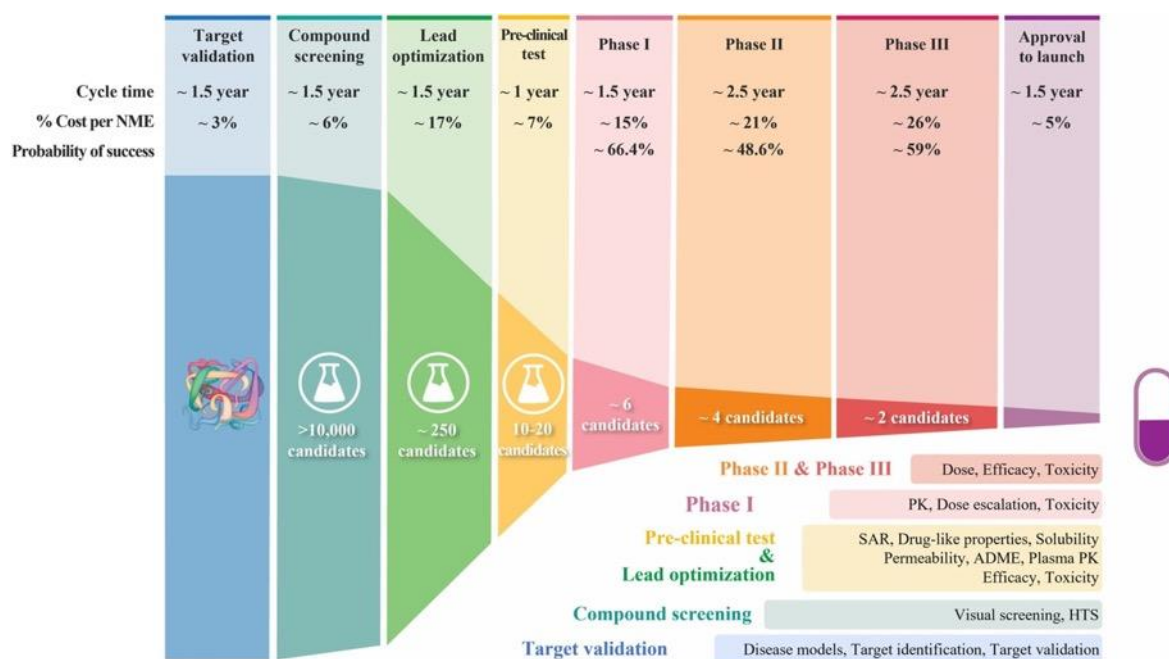 Target
validation
Compound
screening
Lead
optimization
Pre-clinical
test
Phase I
Phase II
Phase III
Approval
to launch
Cycle time
~ 1.5 year
~ 1.5 year
~ 1.5 year
~ 1 year
~ 1.5 year
~ 2.5 year
~ 2.5 year
~ 1.5 year
% Cost per NME
~ 3%
~ 6%
~ 17%
~ 7%
~ 15%
~ 21%
~ 26%
~ 5%
Probability of success
~ 66.4%
~ 48.6%
~ 59%
>10,000
candidates
~ 250
candidates
10-20
candidates
~ 6
candidates
~ 4 candidates
~ 2 candidates
Phase II & Phase III
Dose, Efficacy, Toxicity
Phase I
PK, Dose escalation, Toxicity
Pre-clinical test
&
Lead optimization
SAR, Drug-like properties, Solubility
Permeability, ADME, Plasma PK
Efficacy, Toxicity
Compound screening
Visual screening, HTS
Target validation
Disease models, Target identification, Target validation